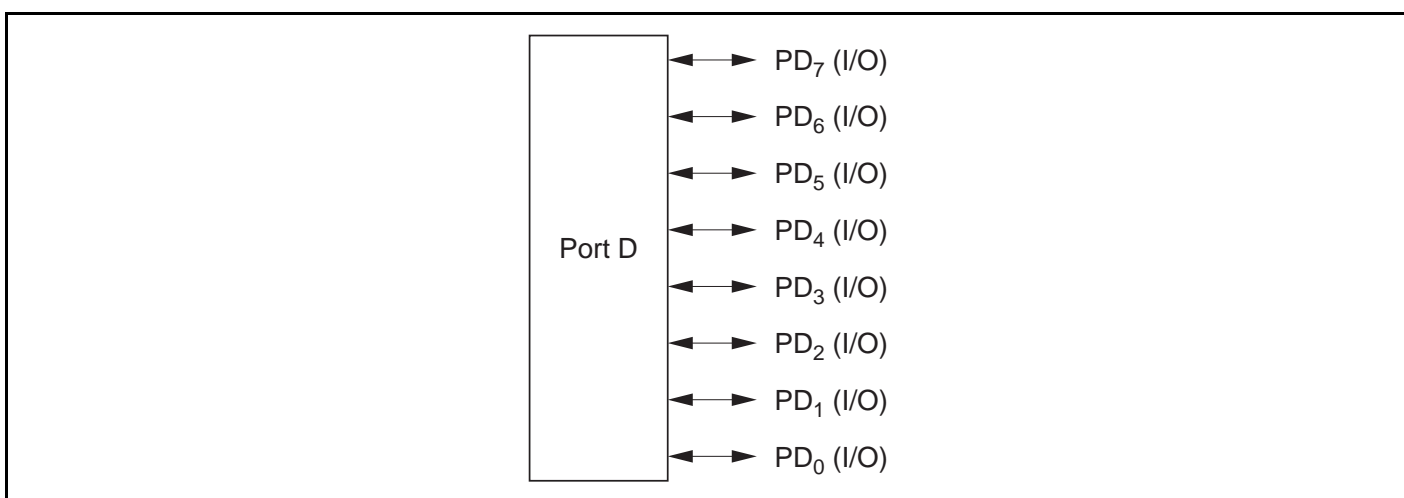 PD₇ (I/O)
PD₆ (I/O)
PD₅ (I/O)
PD₄ (I/O)
Port D
PD₃ (I/O)
PD₂ (I/O)
PD₁ (I/O)
PD₀ (I/O)